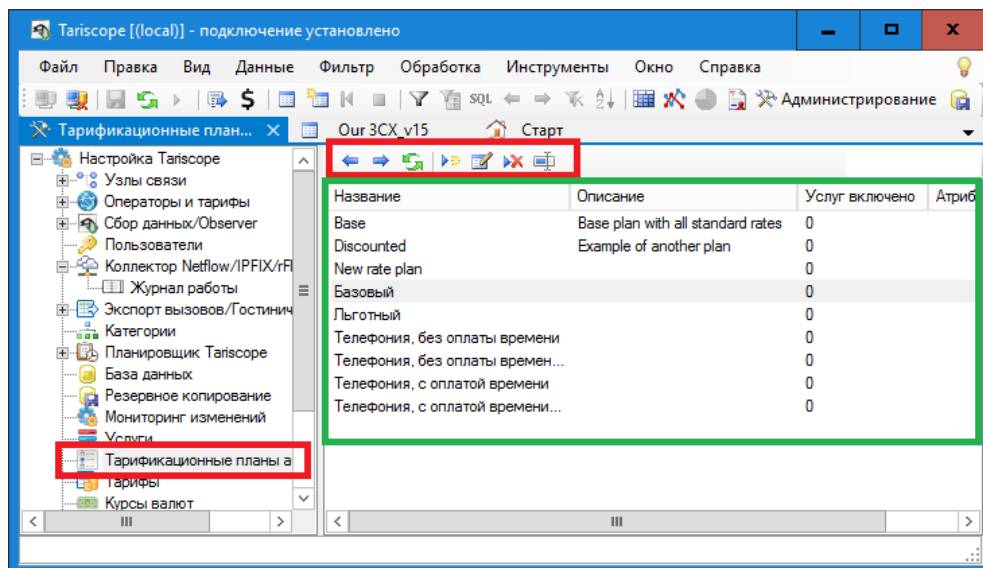 Tariscope [(local)] - подключение установлено
Файл Правка Вид Данные Фильтр Обработка Инструменты Окно Справка
SQL Администрирование
Тарификационные план... Our 3CX_v15 Старт
Настройка Tariscope
Узлы связи
Операторы и тарифы
Сбор данных/Observer
Пользователи
Коллектор Netflow/IPFIX/rFl
Журнал работы
Экспорт вызовов/Гостинич
Категории
Планировщик Tariscope
База данных
Резервное копирование
Мониторинг изменений
Услуги
Тарификационные планы а
Тарифы
Курсы валют
Название Описание Услуг включено Атриб
Base Base plan with all standard rates 0
Discounted Example of another plan 0
New rate plan 0
Базовый 0
Льготный 0
Телефония, без оплаты времени 0
Телефония, без оплаты времен... 0
Телефония, с оплатой времени 0
Телефония, с оплатой времени... 0